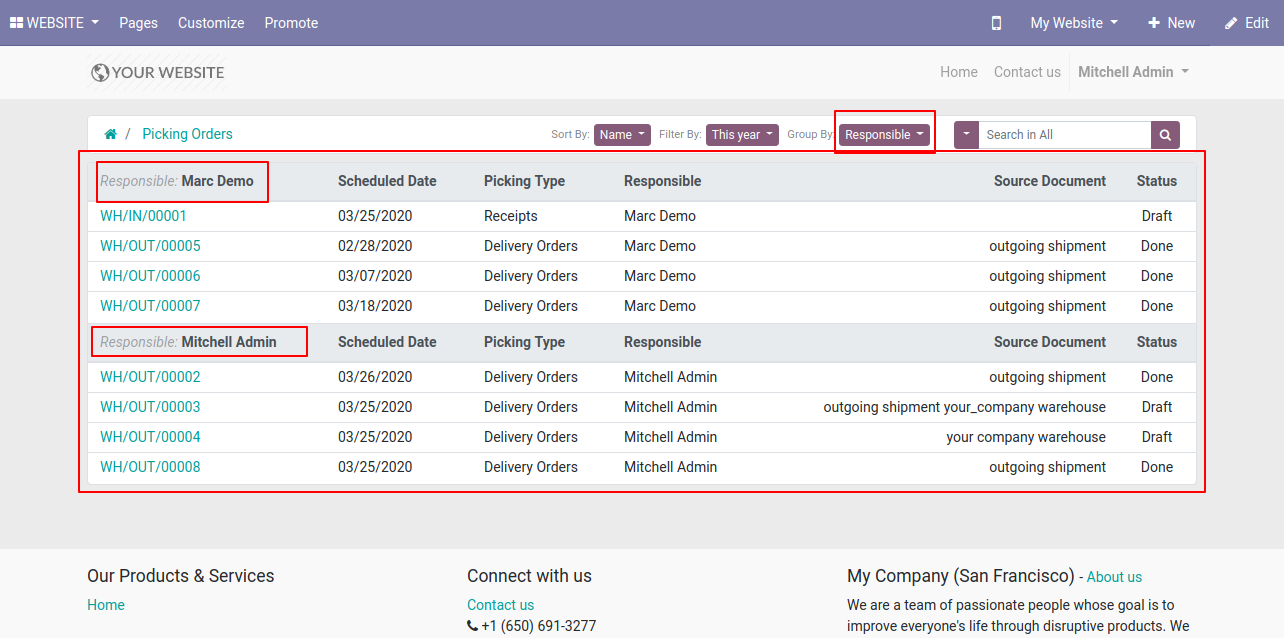 WEBSITE Pages Customize Promote My Website New Edit
YOUR WEBSITE Home Contact us Mitchell Admin
/ Picking Orders Sort By: Name Filter By: This year Group By: Responsible Search in All
Responsible: Marc Demo Scheduled Date Picking Type Responsible Source Document Status
WH/IN/00001 03/25/2020 Receipts Marc Demo Draft
WH/OUT/00005 02/28/2020 Delivery Orders Marc Demo outgoing shipment Done
WH/OUT/00006 03/07/2020 Delivery Orders Marc Demo outgoing shipment Done
WH/OUT/00007 03/18/2020 Delivery Orders Marc Demo outgoing shipment Done
Responsible: Mitchell Admin Scheduled Date Picking Type Responsible Source Document Status
WH/OUT/00002 03/26/2020 Delivery Orders Mitchell Admin outgoing shipment Done
WH/OUT/00003 03/25/2020 Delivery Orders Mitchell Admin outgoing shipment your_company warehouse Draft
WH/OUT/00004 03/25/2020 Delivery Orders Mitchell Admin your company warehouse Draft
WH/OUT/00008 03/25/2020 Delivery Orders Mitchell Admin outgoing shipment Done
Our Products & Services
Home
Connect with us
Contact us
+1 (650) 691-3277
My Company (San Francisco) - About us
We are a team of passionate people whose goal is to
improve everyone's life through disruptive products. We